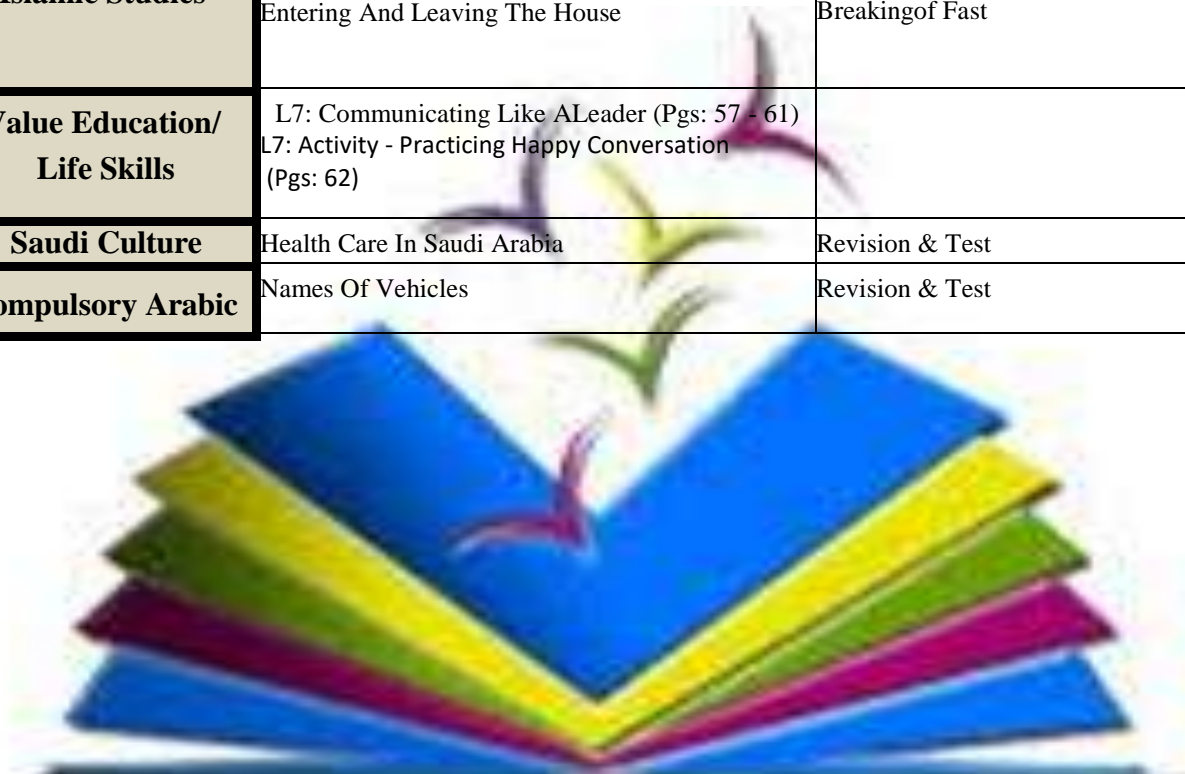 Entering And Leaving The House
Breakingof Fast
Value Education/
Life Skills
L7: Communicating Like ALeader (Pgs: 57 - 61)
L7: Activity - Practicing Happy Conversation
(Pgs: 62)
Saudi Culture
Health Care In Saudi Arabia
Revision & Test
Compulsory Arabic
Names Of Vehicles
Revision & Test